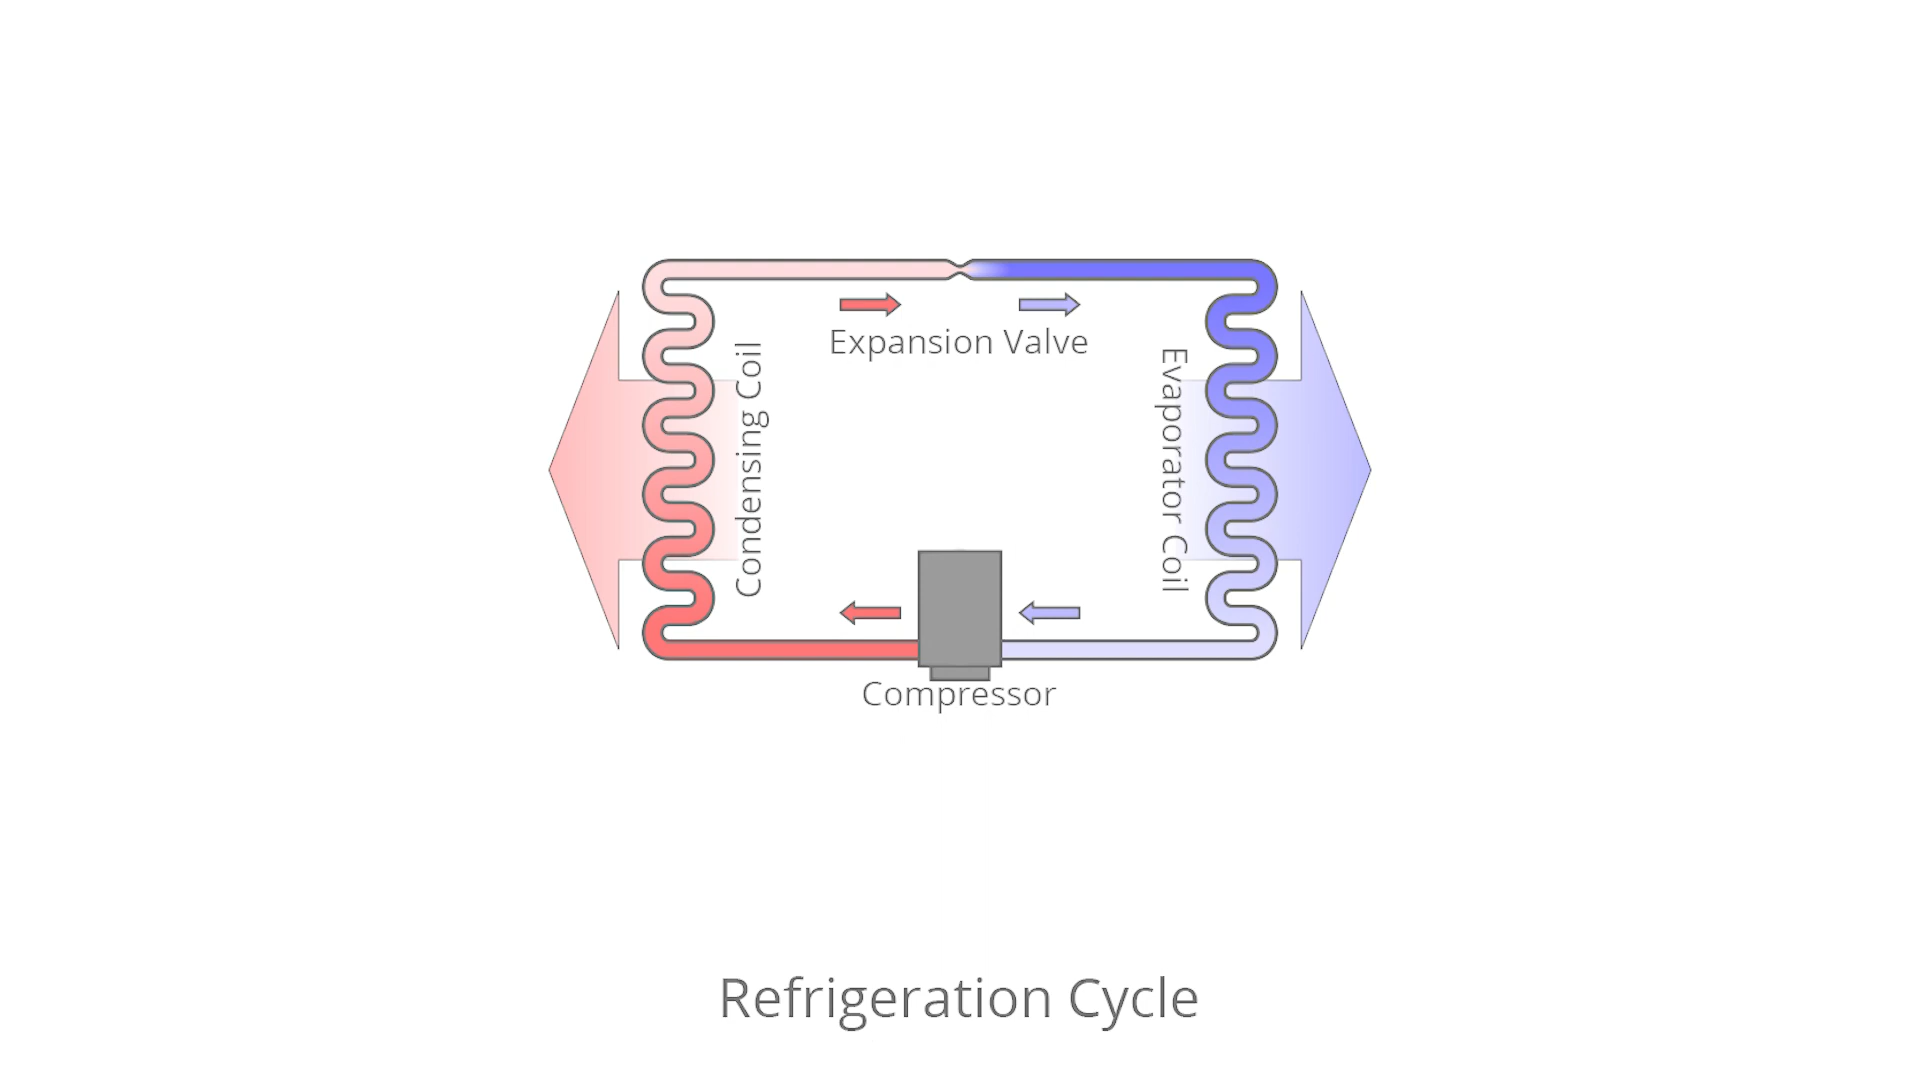 Expansion Valve
Condensing Coil
Evaporator Coil
Compressor
Refrigeration Cycle